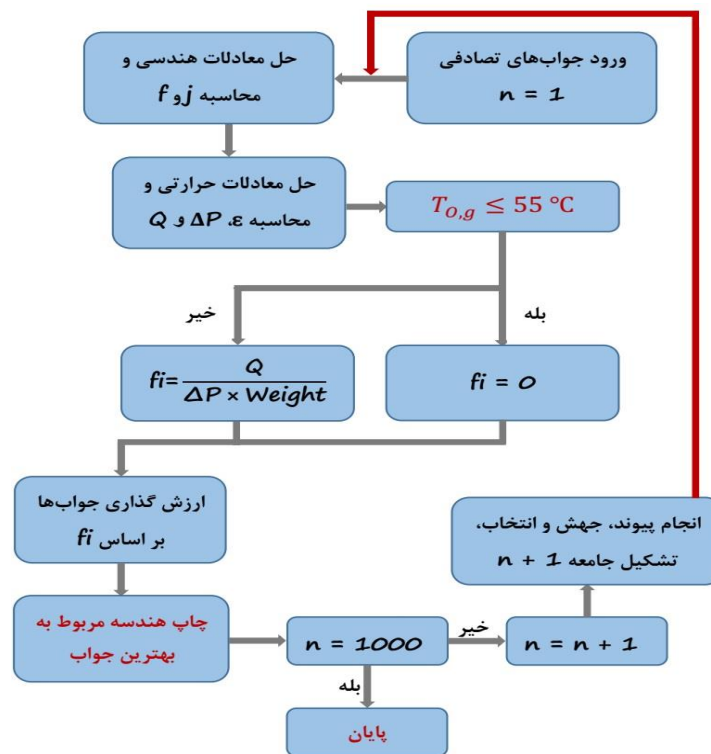 ورود جواب‌های تصادفی
n = 1
حل معادلات هندسی و
محاسبه j و f
حل معادلات حرارتی و
محاسبه ε، ΔP و Q
T_{O,g} ≤ 55 °C
خیر
بله
fi= Q / ΔP × Weight
fi = 0
ارزش گذاری جواب‌ها
بر اساس fi
چاپ هندسه مربوط به
بهترین جواب
n = 1000
خیر
n = n + 1
انجام پیوند، جهش و انتخاب،
تشکیل جامعه n + 1
بله
پایان